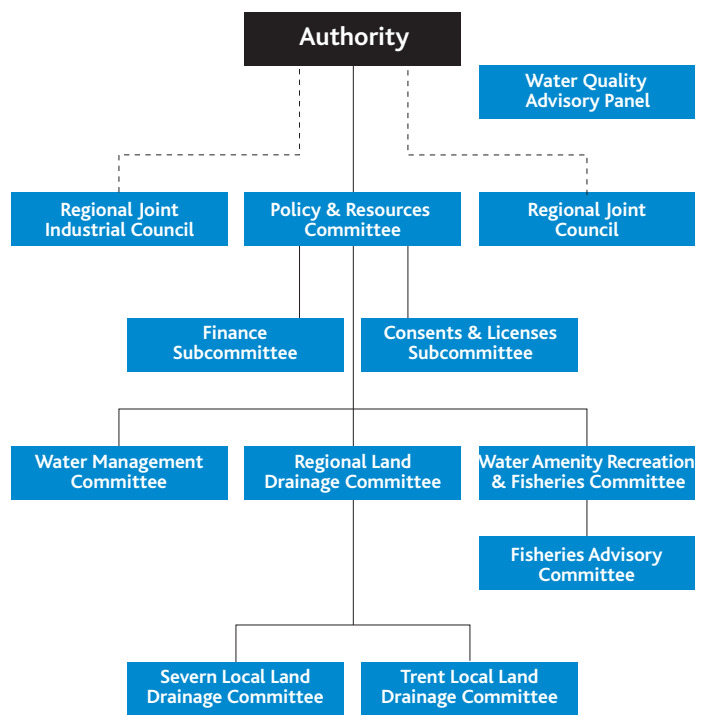 Authority
Water Quality
Advisory Panel
Regional Joint
Industrial Council
Policy & Resources
Committee
Regional Joint
Council
Finance
Subcommittee
Consents & Licenses
Subcommittee
Water Management
Committee
Regional Land
Drainage Committee
Water Amenity Recreation
& Fisheries Committee
Fisheries Advisory
Committee
Severn Local Land
Drainage Committee
Trent Local Land
Drainage Committee